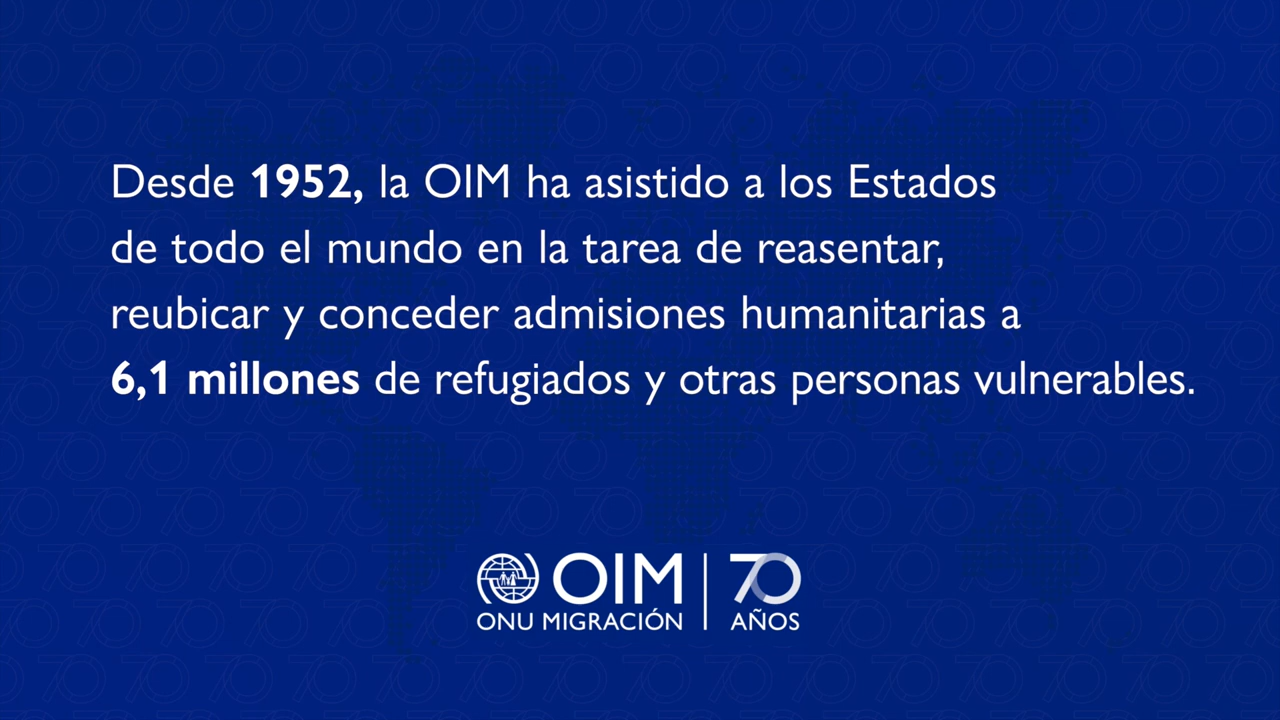 Desde 1952, la OIM ha asistido a los Estados
de todo el mundo en la tarea de reasentar,
reubicar y conceder admisiones humanitarias a
6,1 millones de refugiados y otras personas vulnerables.
OIM
ONU MIGRACIÓN
70
AÑOS